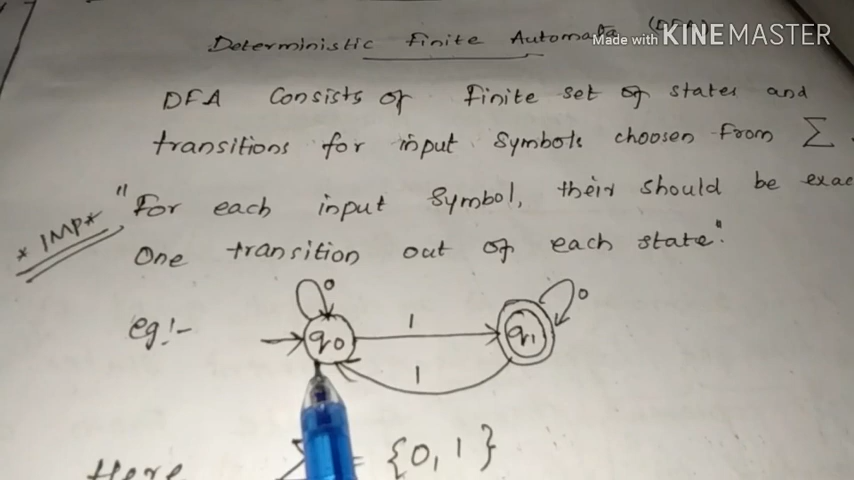 Deterministic Finite Automata (DFA)
Made with KINEMASTER
DFA Consists of Finite set of states and
transitions for input Symbols choosen from Σ.
"For each input Symbol, their should be exac
* IMP *
One transition out of each state".
eg:-
0
0
1
q0
q1
1
Here Σ = {0, 1}